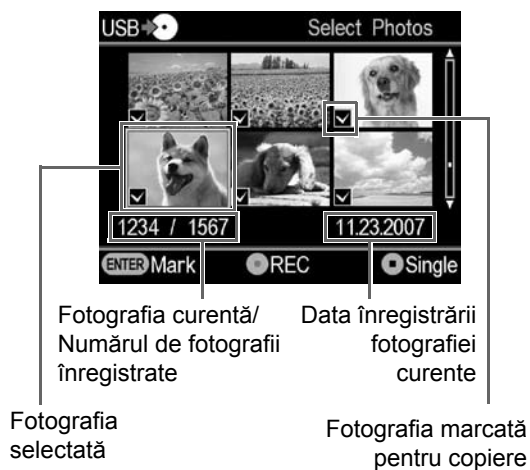 USB Select Photos
1234 / 1567 11.23.2007
ENTER Mark REC Single
Fotografia curentă/
Numărul de fotografii
înregistrate
Data înregistrării
fotografiei
curente
Fotografia
selectată
Fotografia marcată
pentru copiere